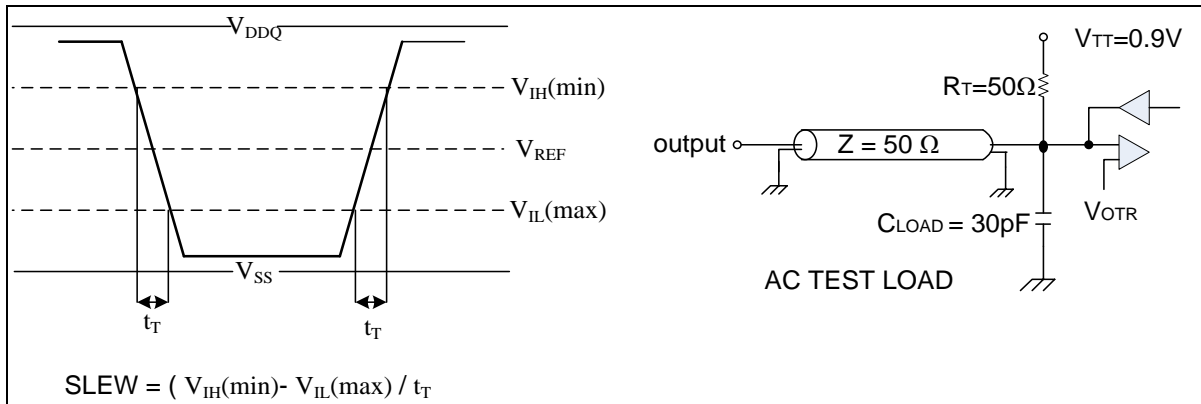 VDDQ
VIH(min)
VREF
VIL(max)
VSS
tT
tT
SLEW = ( VIH(min)- VIL(max) / tT
VTT=0.9V
RT=50Ω
output
Z = 50 Ω
VOTR
CLOAD = 30pF
AC TEST LOAD